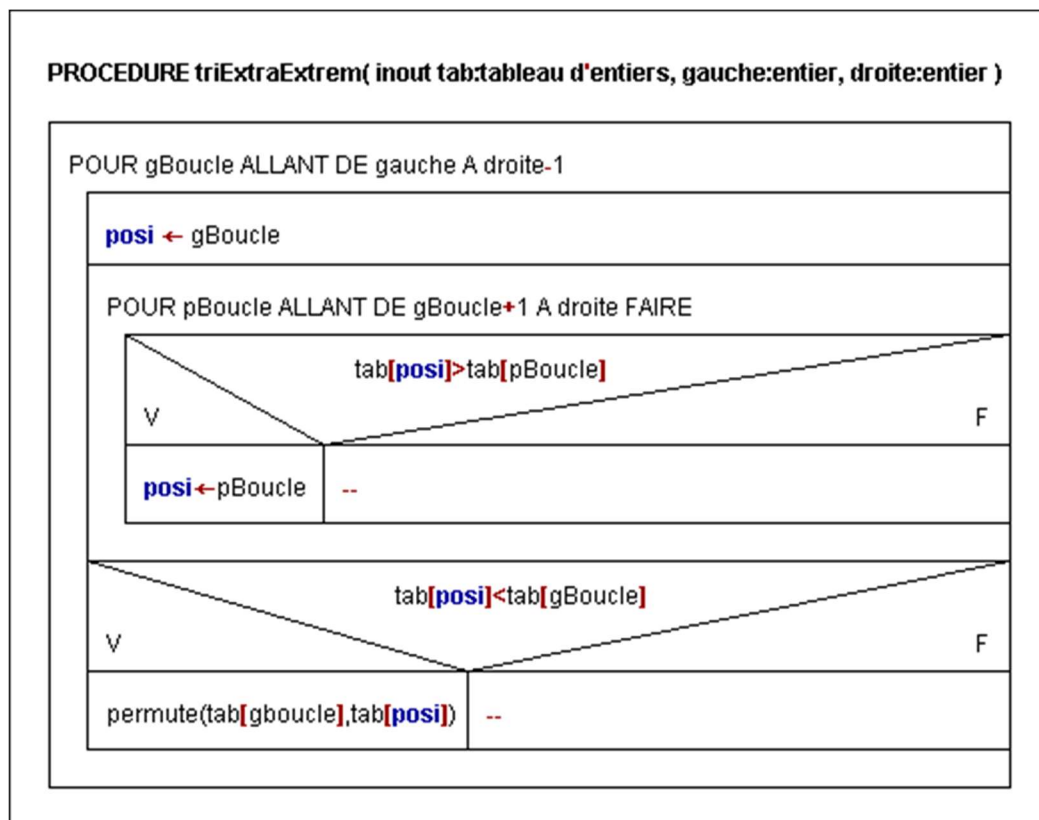 PROCEDURE triExtraExtrem( inout tab:tableau d'entiers, gauche:entier, droite:entier )
POUR gBoucle ALLANT DE gauche A droite-1
posi ← gBoucle
POUR pBoucle ALLANT DE gBoucle+1 A droite FAIRE
tab[posi]>tab[pBoucle]
V F
posi←pBoucle --
tab[posi]<tab[gBoucle]
V F
permute(tab[gboucle],tab[posi]) --